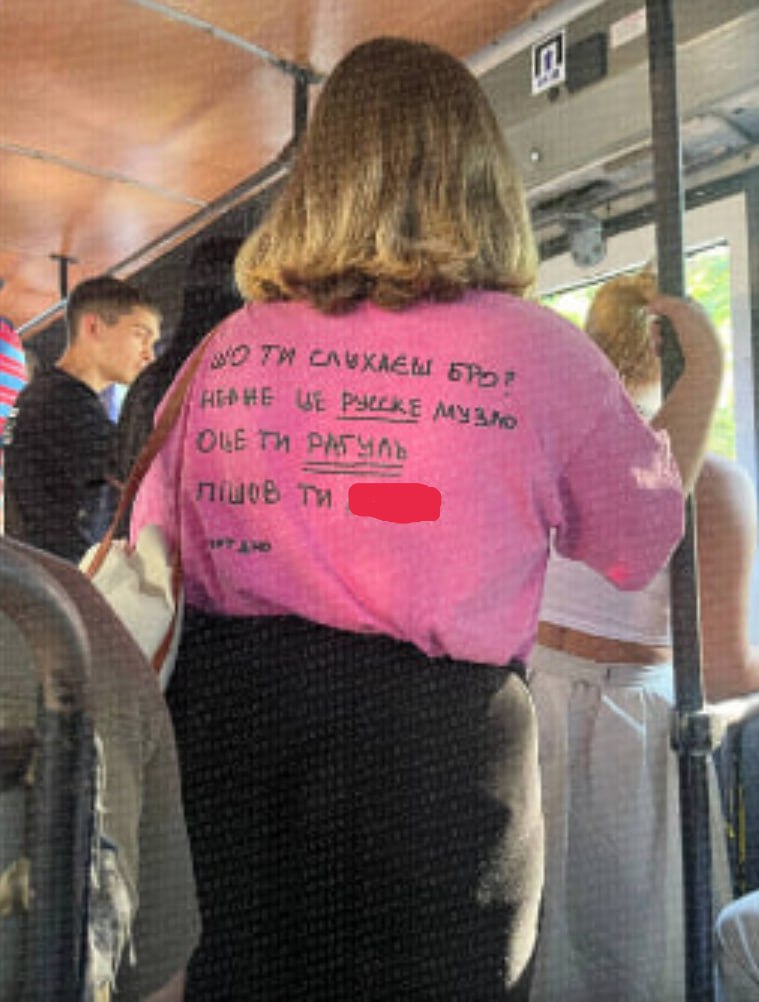 ШО ТИ СЛУХАЄШ БРО?
НЕВЖЕ ЦЕ РУССКЕ МУЗЛО
ОЦЕ ТИ РАГУЛЬ
ПІШОВ ТИ